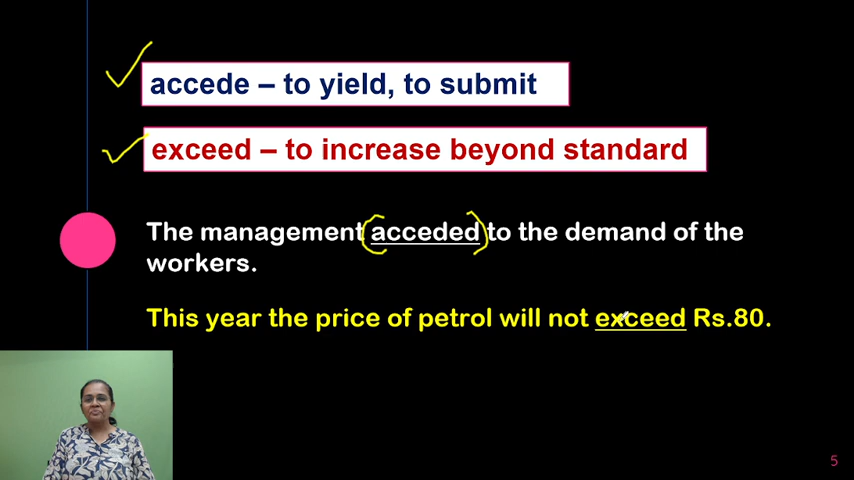 accede – to yield, to submit
exceed – to increase beyond standard
The management acceded to the demand of the
workers.
This year the price of petrol will not exceed Rs.80.
5